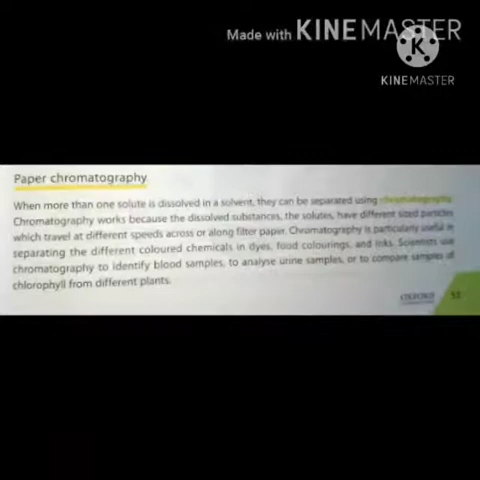 Made with KINEMASTER
K
KINEMASTER
Paper chromatography
When more than one solute is dissolved in a solvent, they can be separated using chromatography.
Chromatography works because the dissolved substances, the solutes, have different sized particles
which travel at different speeds across or along filter paper. Chromatography is particularly useful in
separating the different coloured chemicals in dyes, food colourings, and inks. Scientists use
chromatography to identify blood samples, to analyse urine samples, or to compare samples of
chlorophyll from different plants.
OXFORD